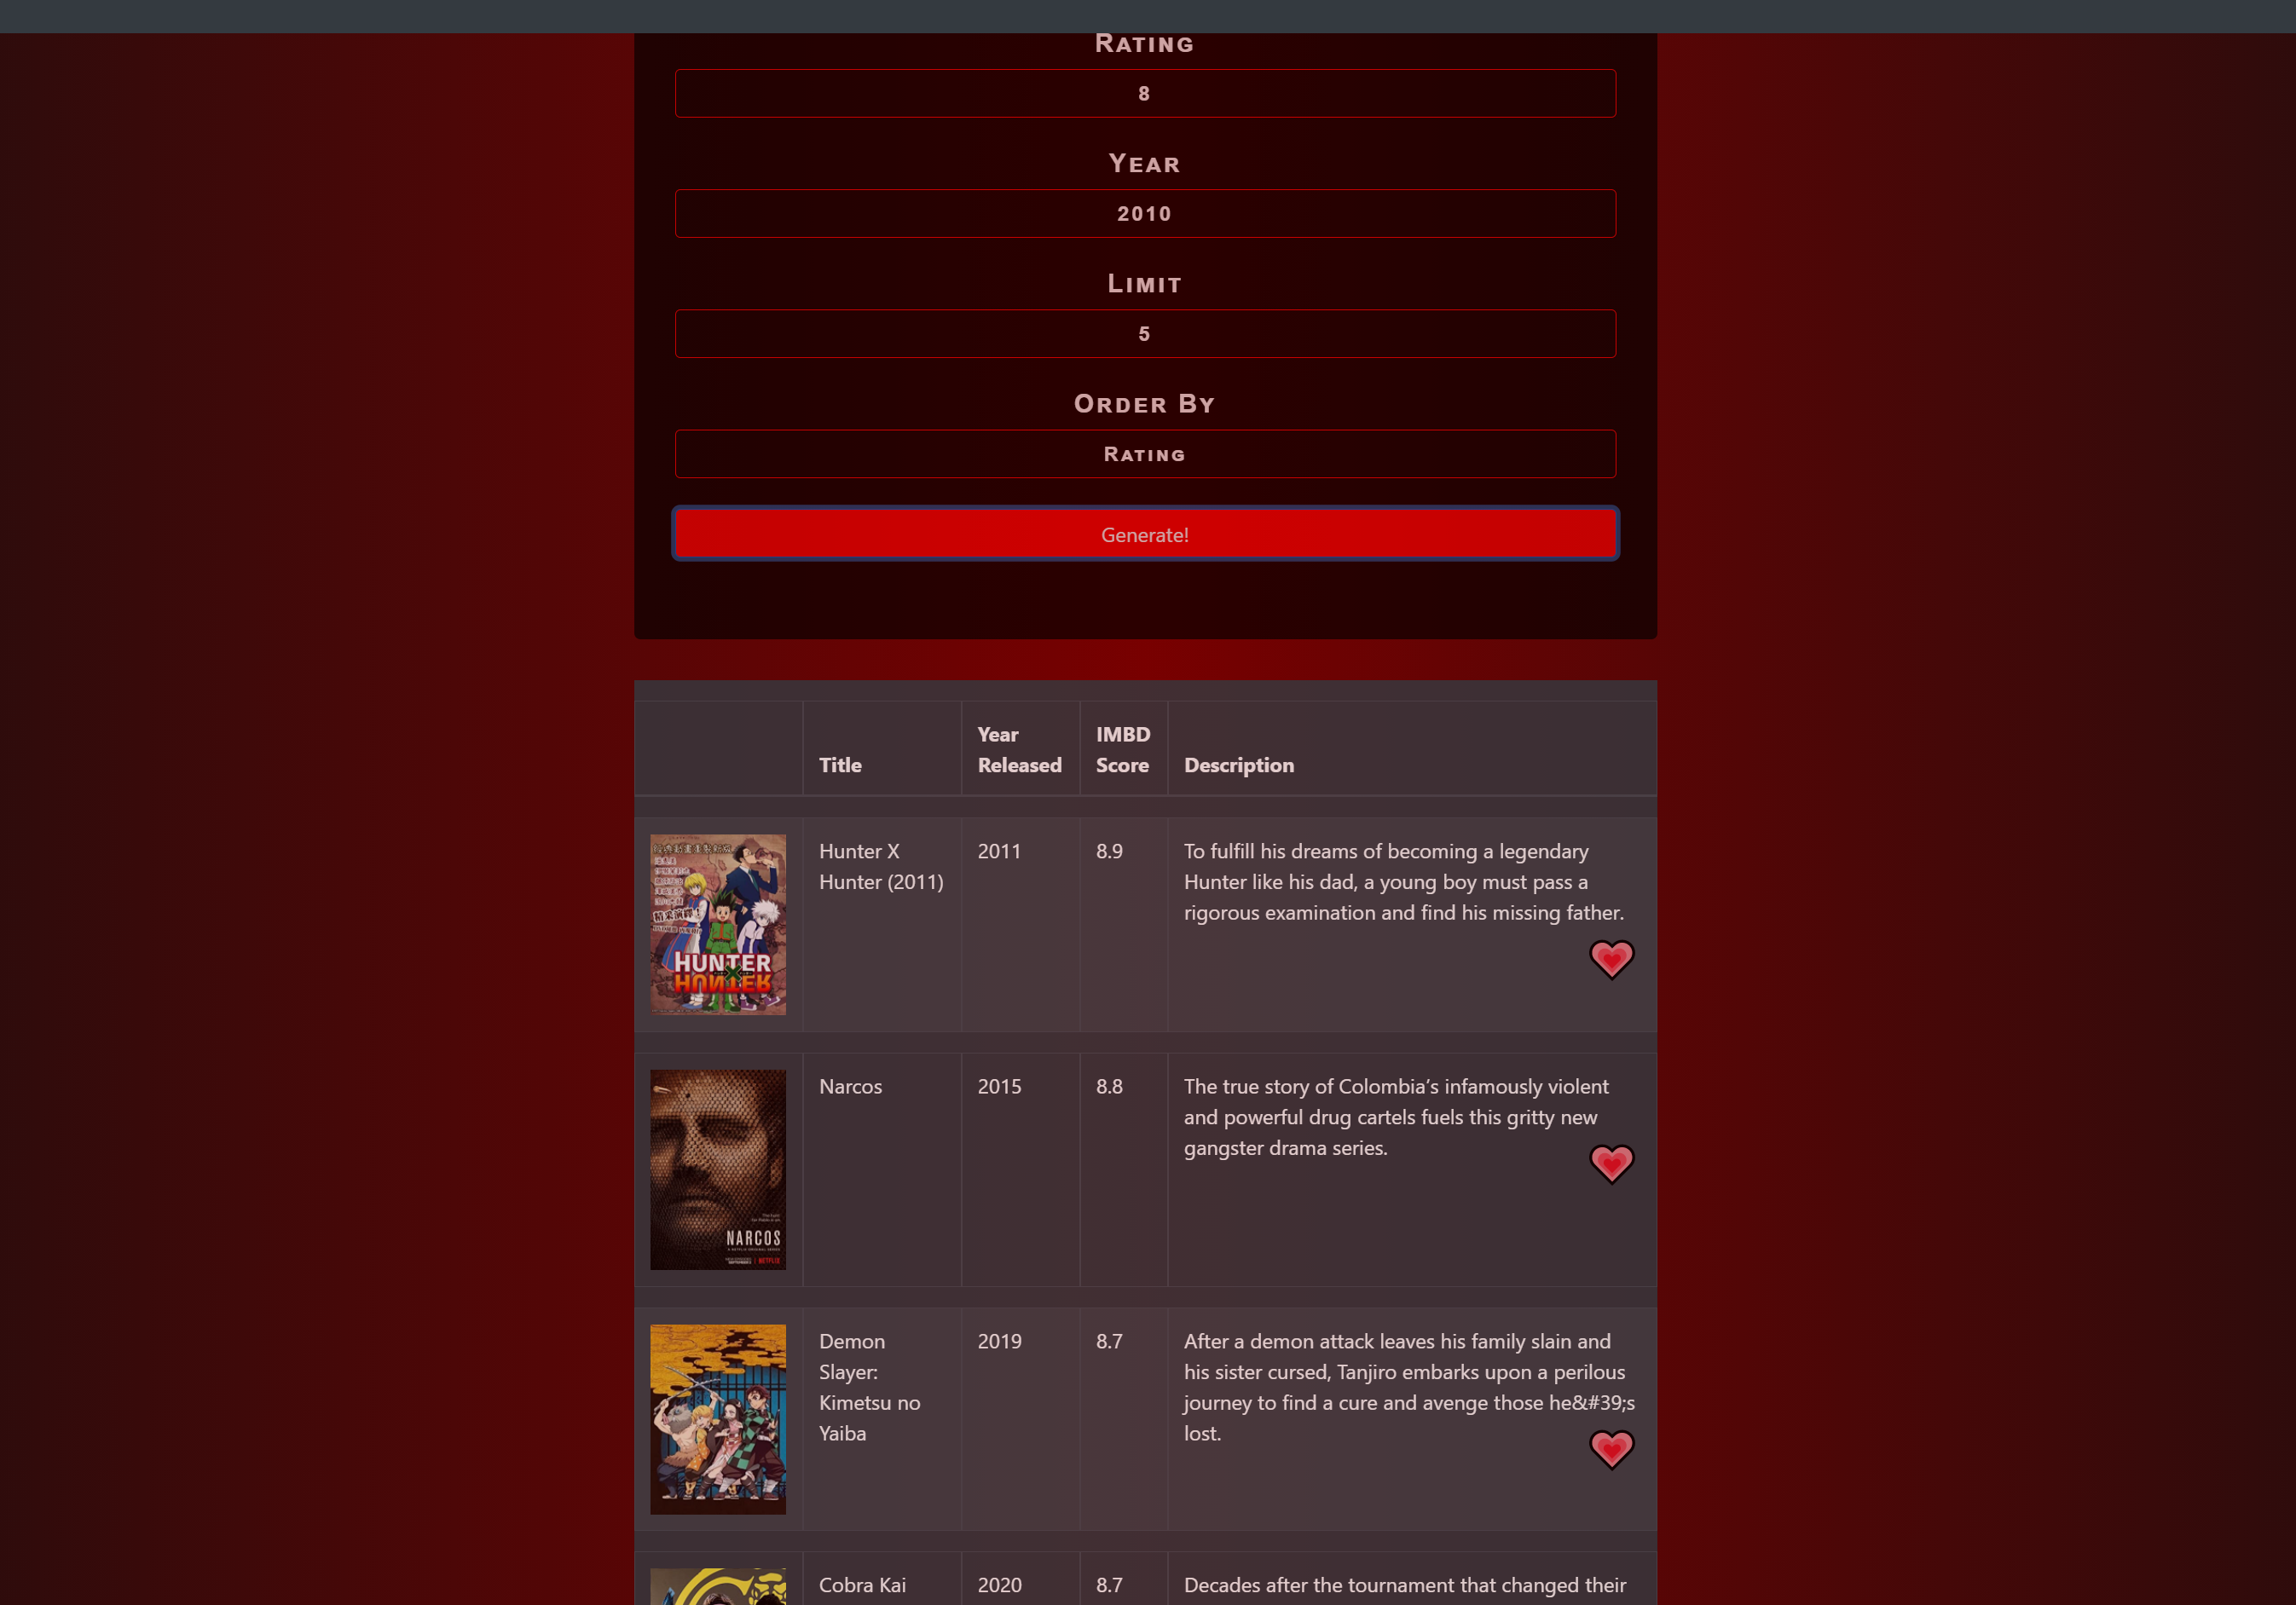 Rating
8
Year
2010
Limit
5
Order By
Rating
Generate!
Title
Year
Released
IMBD
Score
Description
HUNTER
X
HUNTER
Hunter X
Hunter (2011)
2011
8.9
To fulfill his dreams of becoming a legendary
Hunter like his dad, a young boy must pass a
rigorous examination and find his missing father.
NARCOS
NETFLIX
Narcos
2015
8.8
The true story of Colombia’s infamously violent
and powerful drug cartels fuels this gritty new
gangster drama series.
Demon
Slayer:
Kimetsu no
Yaiba
2019
8.7
After a demon attack leaves his family slain and
his sister cursed, Tanjiro embarks upon a perilous
journey to find a cure and avenge those he&#39;s
lost.
Cobra Kai
2020
8.7
Decades after the tournament that changed their